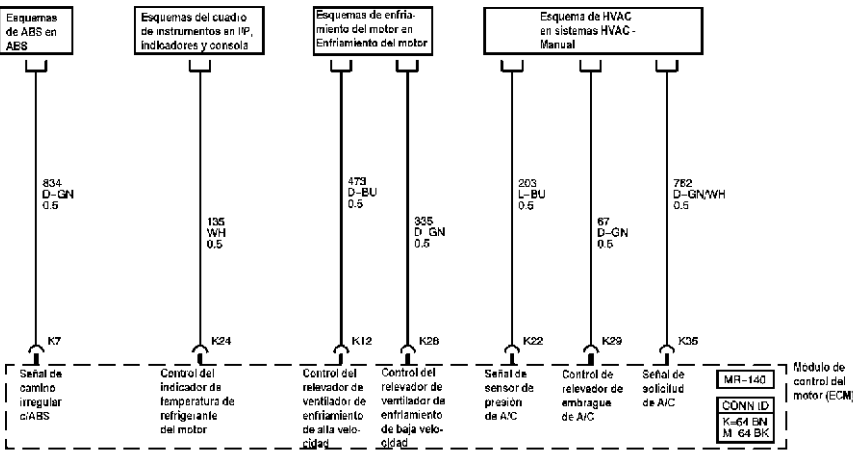 Esquemas
de ABS en
ABS
Esquemas del cuadro
de instrumentos en I/P,
indicadores y consola
Esquemas de enfria-
miento del motor en
Enfriamiento del motor
Esquema de HVAC
en sistemas HVAC -
Manual
834
D-GN
0.5
135
WH
0.5
473
D-BU
0.5
335
D-GN
0.5
203
L-BU
0.5
67
D-GN
0.5
762
D-GN/WH
0.5
K7
K24
K12
K28
K22
K29
K35
Señal de
camino
irregular
c/ABS
Control del
indicador de
temperatura de
refrigerante
del motor
Control del
relevador de
ventilador de
enfriamiento
de alta velo-
cidad
Control del
relevador de
ventilador de
enfriamiento
de baja velo-
cidad
Señal de
sensor de
presión
de A/C
Control de
relevador de
embrague
de A/C
Señal de
solicitud
de A/C
MR-140
CONN ID
K=64 BN
M=64 BK
Módulo de
control del
motor (ECM)